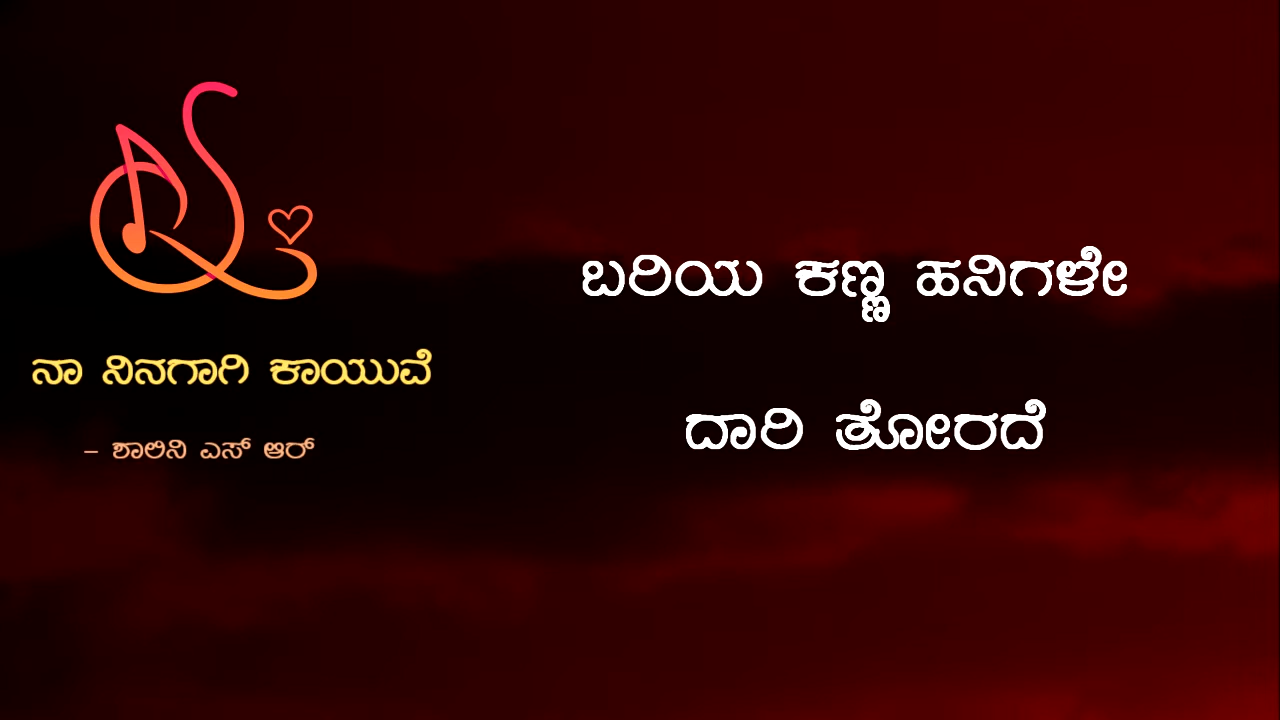 ನಾ ನಿನಗಾಗಿ ಕಾಯುವೆ
– ಶಾಲಿನಿ ಎಸ್ ಆರ್
ಬರಿಯ ಕಣ್ಣ ಹನಿಗಳೇ
ದಾರಿ ತೋರದೆ